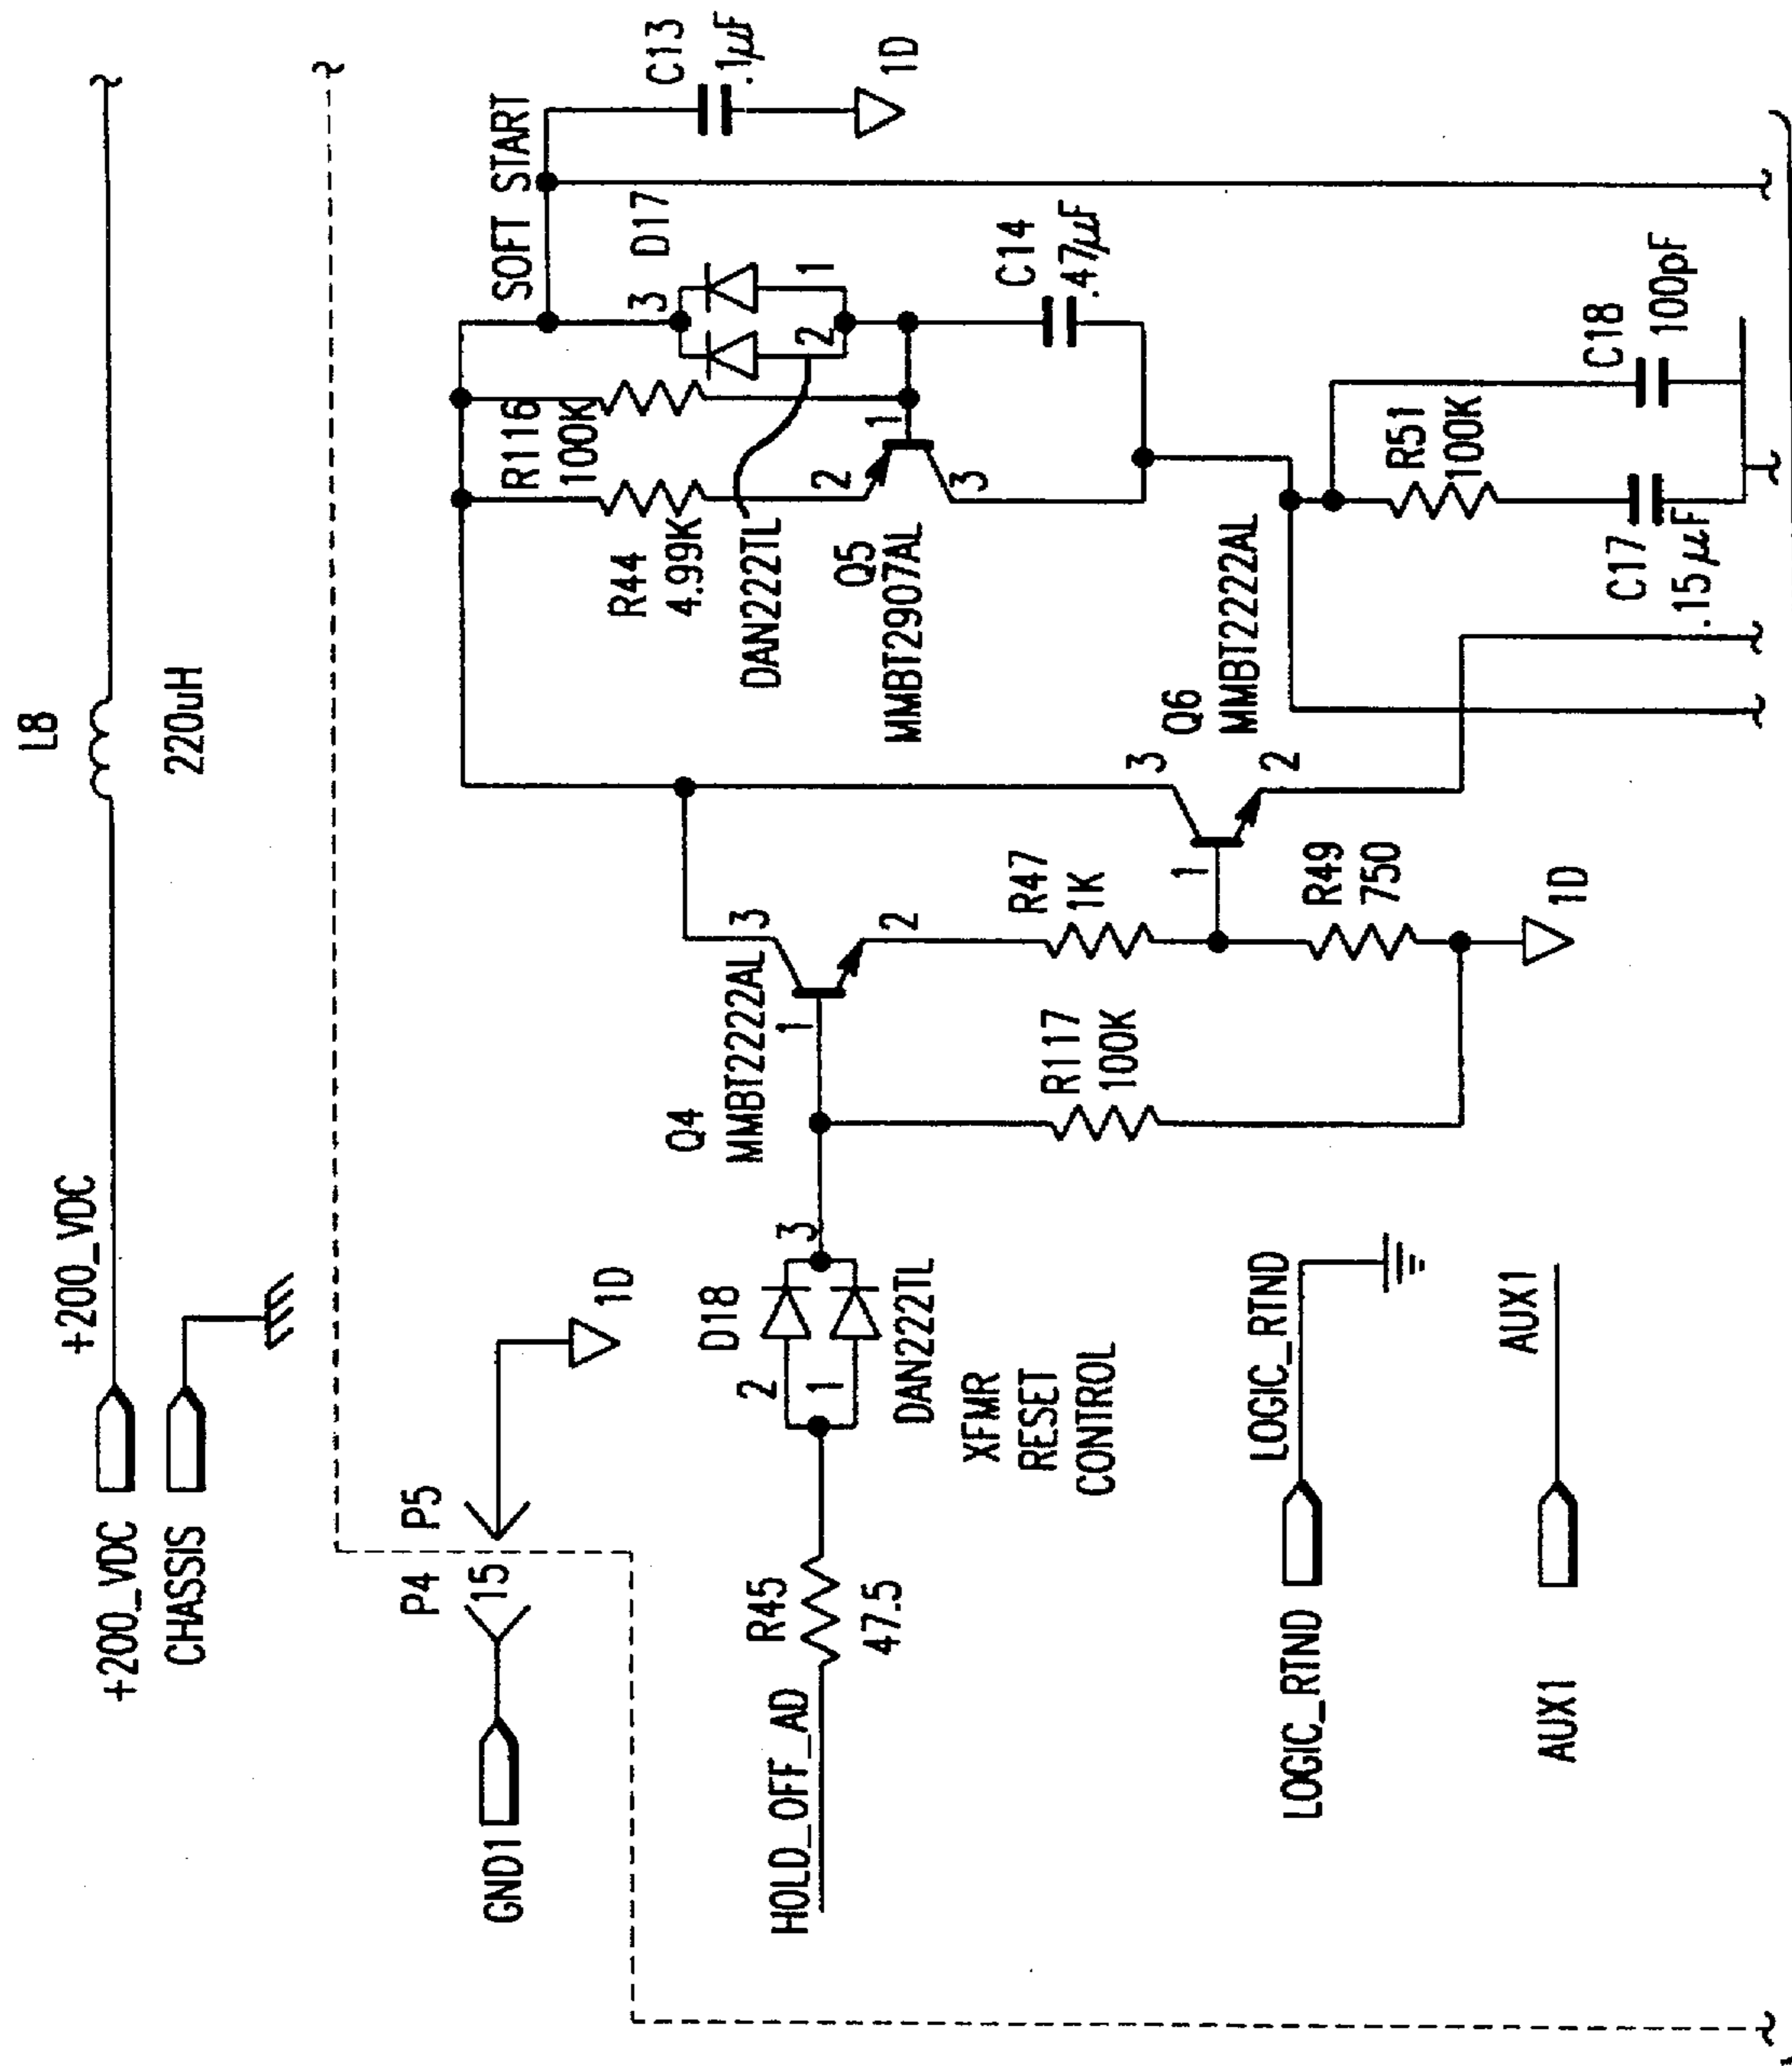 L8
220uH
+200_VDC
+200_VDC
CHASSIS
P4 P5
15
GND1
1D
SOFT START
C13
.1µF
1D
D17
3
2 1
R116
100K
R44
4.99K
DAN222TL
Q5
MMBT2907AL
2
1
3
C14
.47µF
C18
100pF
R51
100K
C17
.15µF
Q6
MMBT2222AL
3
1
2
Q4
MMBT2222AL
3
1
2
R47
1K
R49
750
1D
R117
100K
D18
3
2
1
DAN222TL
HOLD_OFF_AD
R45
47.5
XFMR
RESET
CONTROL
LOGIC_RTND
LOGIC_RTND
AUX1
AUX1